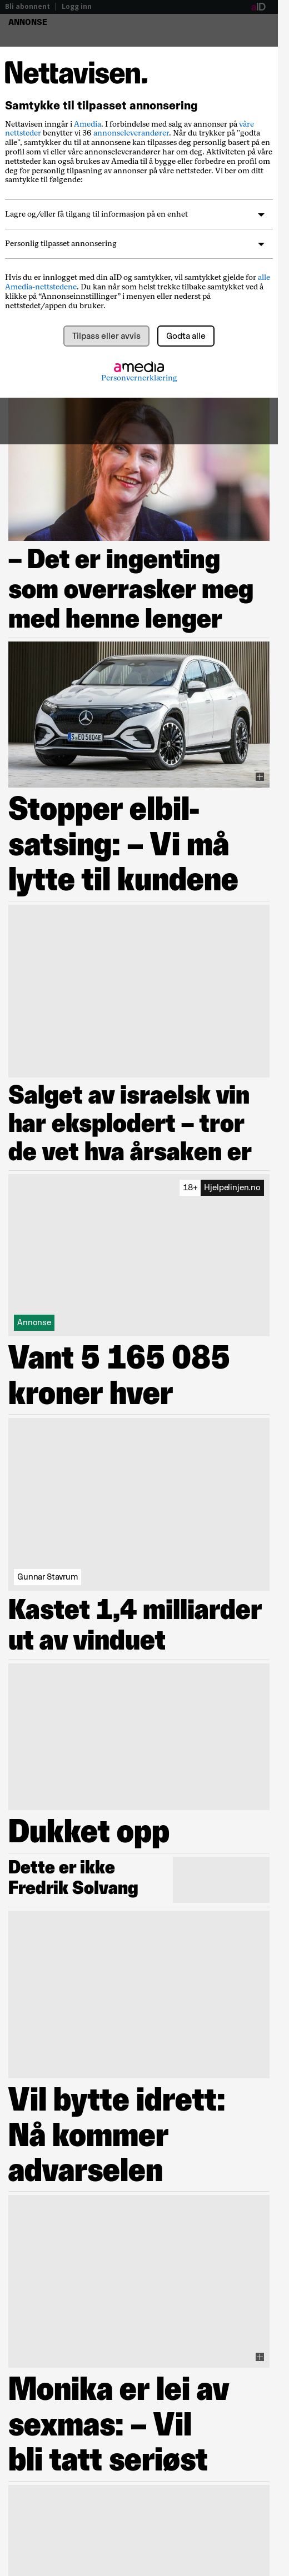 Bli abonnent | Logg inn
aID
ANNONSE
Nettavisen.
Samtykke til tilpasset annonsering
Nettavisen inngår i Amedia. I forbindelse med salg av annonser på våre
nettsteder benytter vi 36 annonseleverandører. Når du trykker på "godta
alle", samtykker du til at annonsene kan tilpasses deg personlig basert på en
profil som vi eller våre annonseleverandører har om deg. Aktiviteten på våre
nettsteder kan også brukes av Amedia til å bygge eller forbedre en profil om
deg for personlig tilpasning av annonser på våre nettsteder. Vi ber om ditt
samtykke til følgende:
Lagre og/eller få tilgang til informasjon på en enhet
Personlig tilpasset annonsering
Hvis du er innlogget med din aID og samtykker, vil samtykket gjelde for alle
Amedia-nettstedene. Du kan når som helst trekke tilbake samtykket ved å
klikke på “Annonseinnstillinger” i menyen eller nederst på
nettstedet/appen du bruker.
Tilpass eller avvis
Godta alle
amedia
Personvernerklæring
– Det er ingenting
som overrasker meg
med henne lenger
S·EQ 5804E
Stopper elbil-
satsing: – Vi må
lytte til kundene
Salget av israelsk vin
har eksplodert – tror
de vet hva årsaken er
18+ Hjelpelinjen.no
Annonse
Vant 5 165 085
kroner hver
Gunnar Stavrum
Kastet 1,4 milliarder
ut av vinduet
Dukket opp
Dette er ikke
Fredrik Solvang
Vil bytte idrett:
Nå kommer
advarselen
Monika er lei av
sexmas: – Vil
bli tatt seriøst